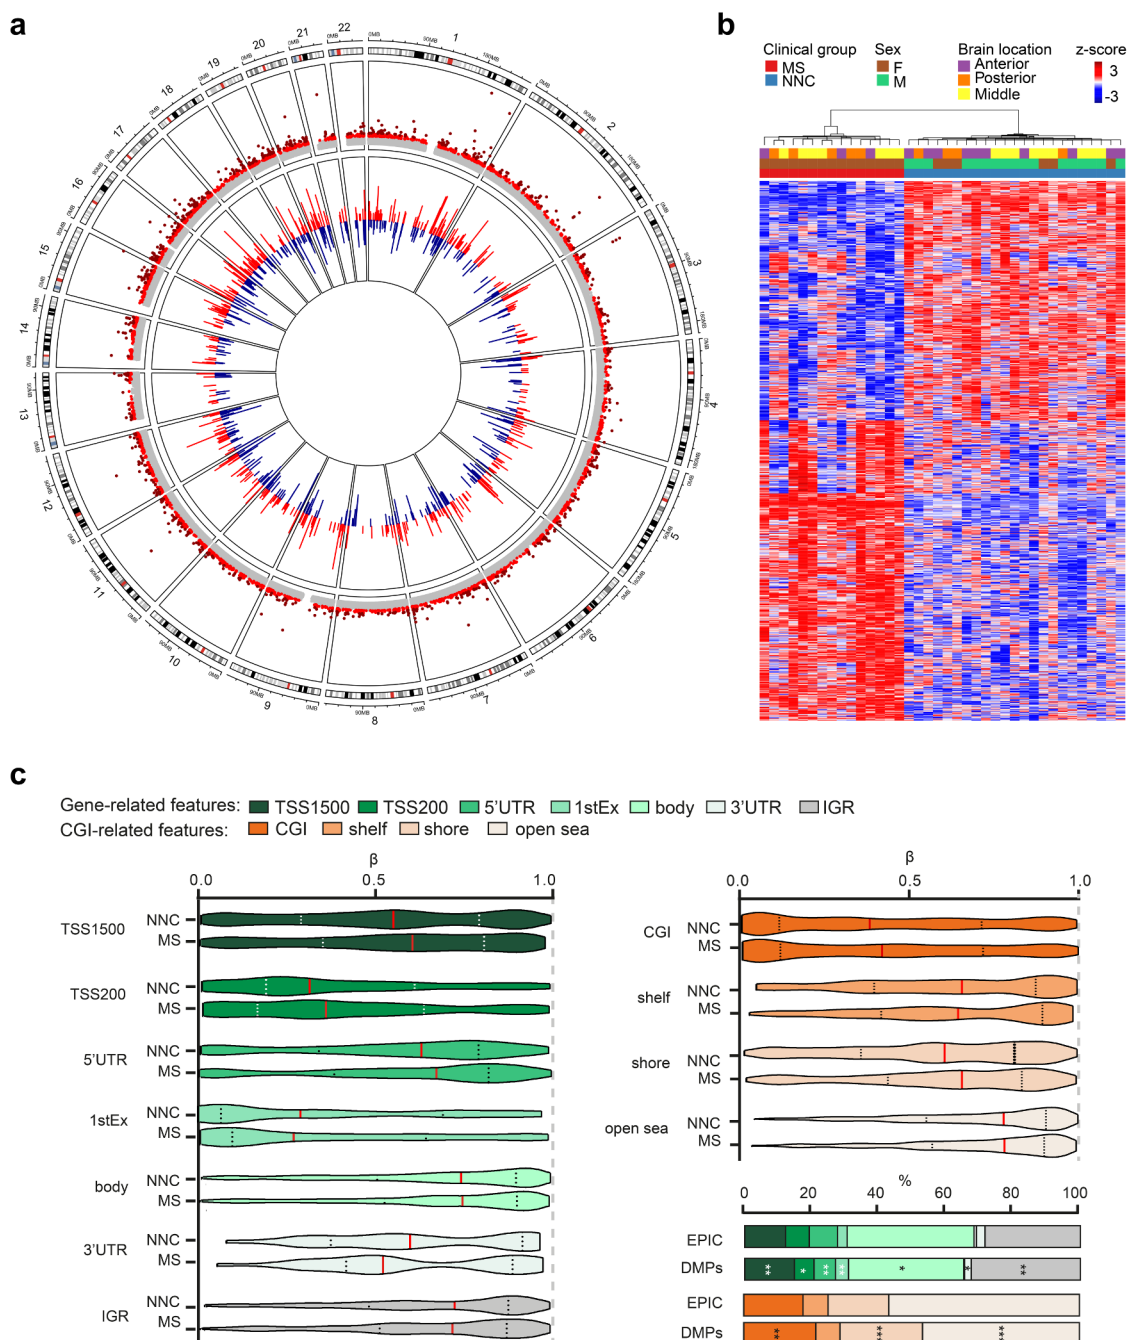 a
b
Clinical group
MS
NNC
Sex
F
M
Brain location
Anterior
Posterior
Middle
z-score
3
-3
1
2
3
4
5
6
7
8
9
10
11
12
13
14
15
16
17
18
19
20
21
22
0MB
90MB
180MB
c
Gene-related features: TSS1500 TSS200 5'UTR 1stEx body 3'UTR IGR
CGI-related features: CGI shelf shore open sea
β
0.0 0.5 1.0
TSS1500 NNC
MS
TSS200 NNC
MS
5'UTR NNC
MS
1stEx NNC
MS
body NNC
MS
3'UTR NNC
MS
IGR NNC
MS
β
0.0 0.5 1.0
CGI NNC
MS
shelf NNC
MS
shore NNC
MS
open sea NNC
MS
%
0 20 40 60 80 100
EPIC
DMPs ** * ** ** * * **
EPIC
DMPs ** *** ***